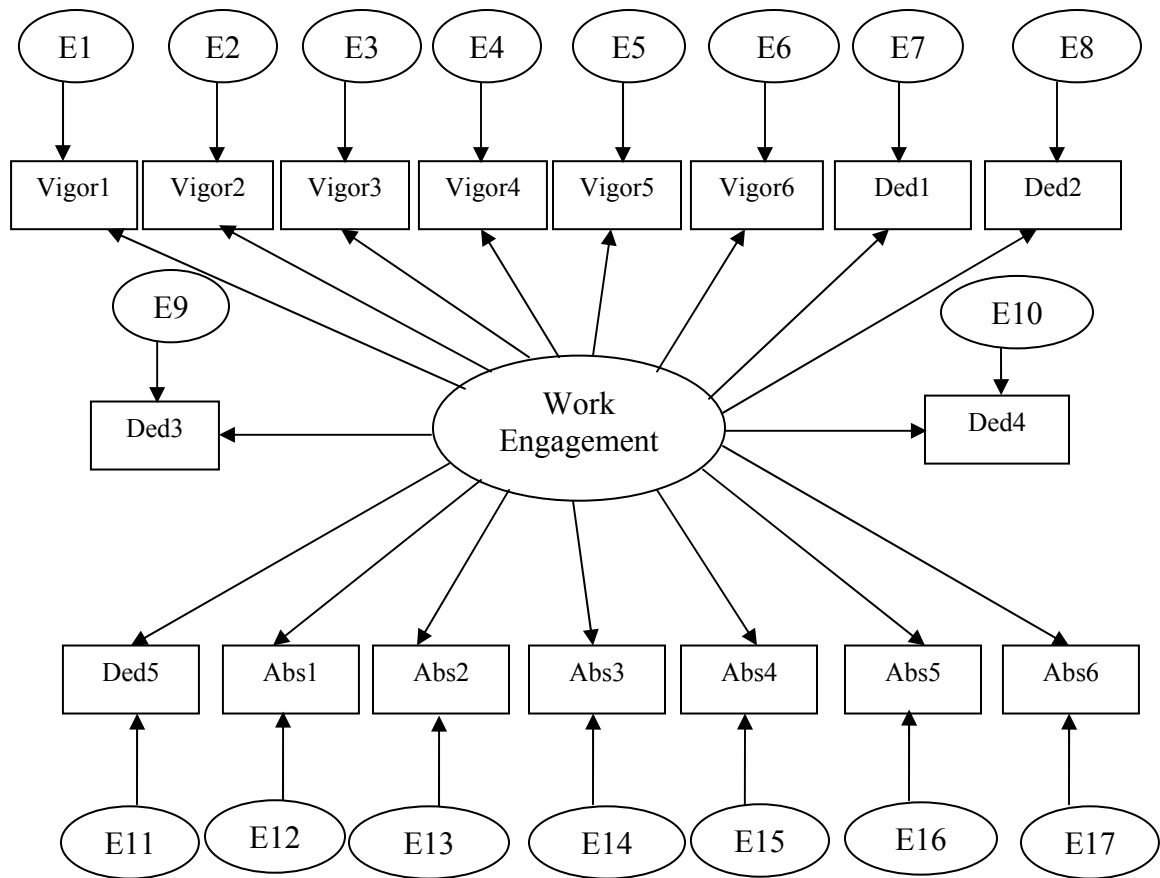 E1 E2 E3 E4 E5 E6 E7 E8
Vigor1 Vigor2 Vigor3 Vigor4 Vigor5 Vigor6 Ded1 Ded2
E9 E10
Work
Engagement
Ded3 Ded4
Ded5 Abs1 Abs2 Abs3 Abs4 Abs5 Abs6
E11 E12 E13 E14 E15 E16 E17